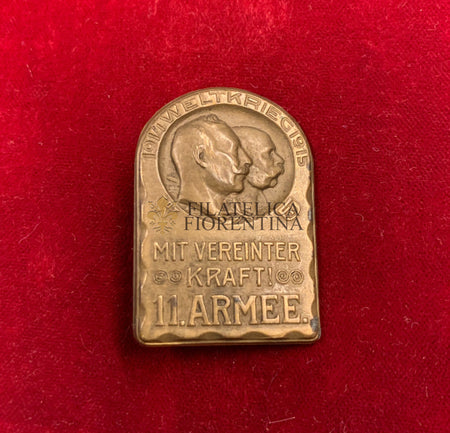 1914 WELTKRIEG 1915
FILATELICA
FIORENTINA
MIT VEREINTER
KRAFT!
11. ARMEE.